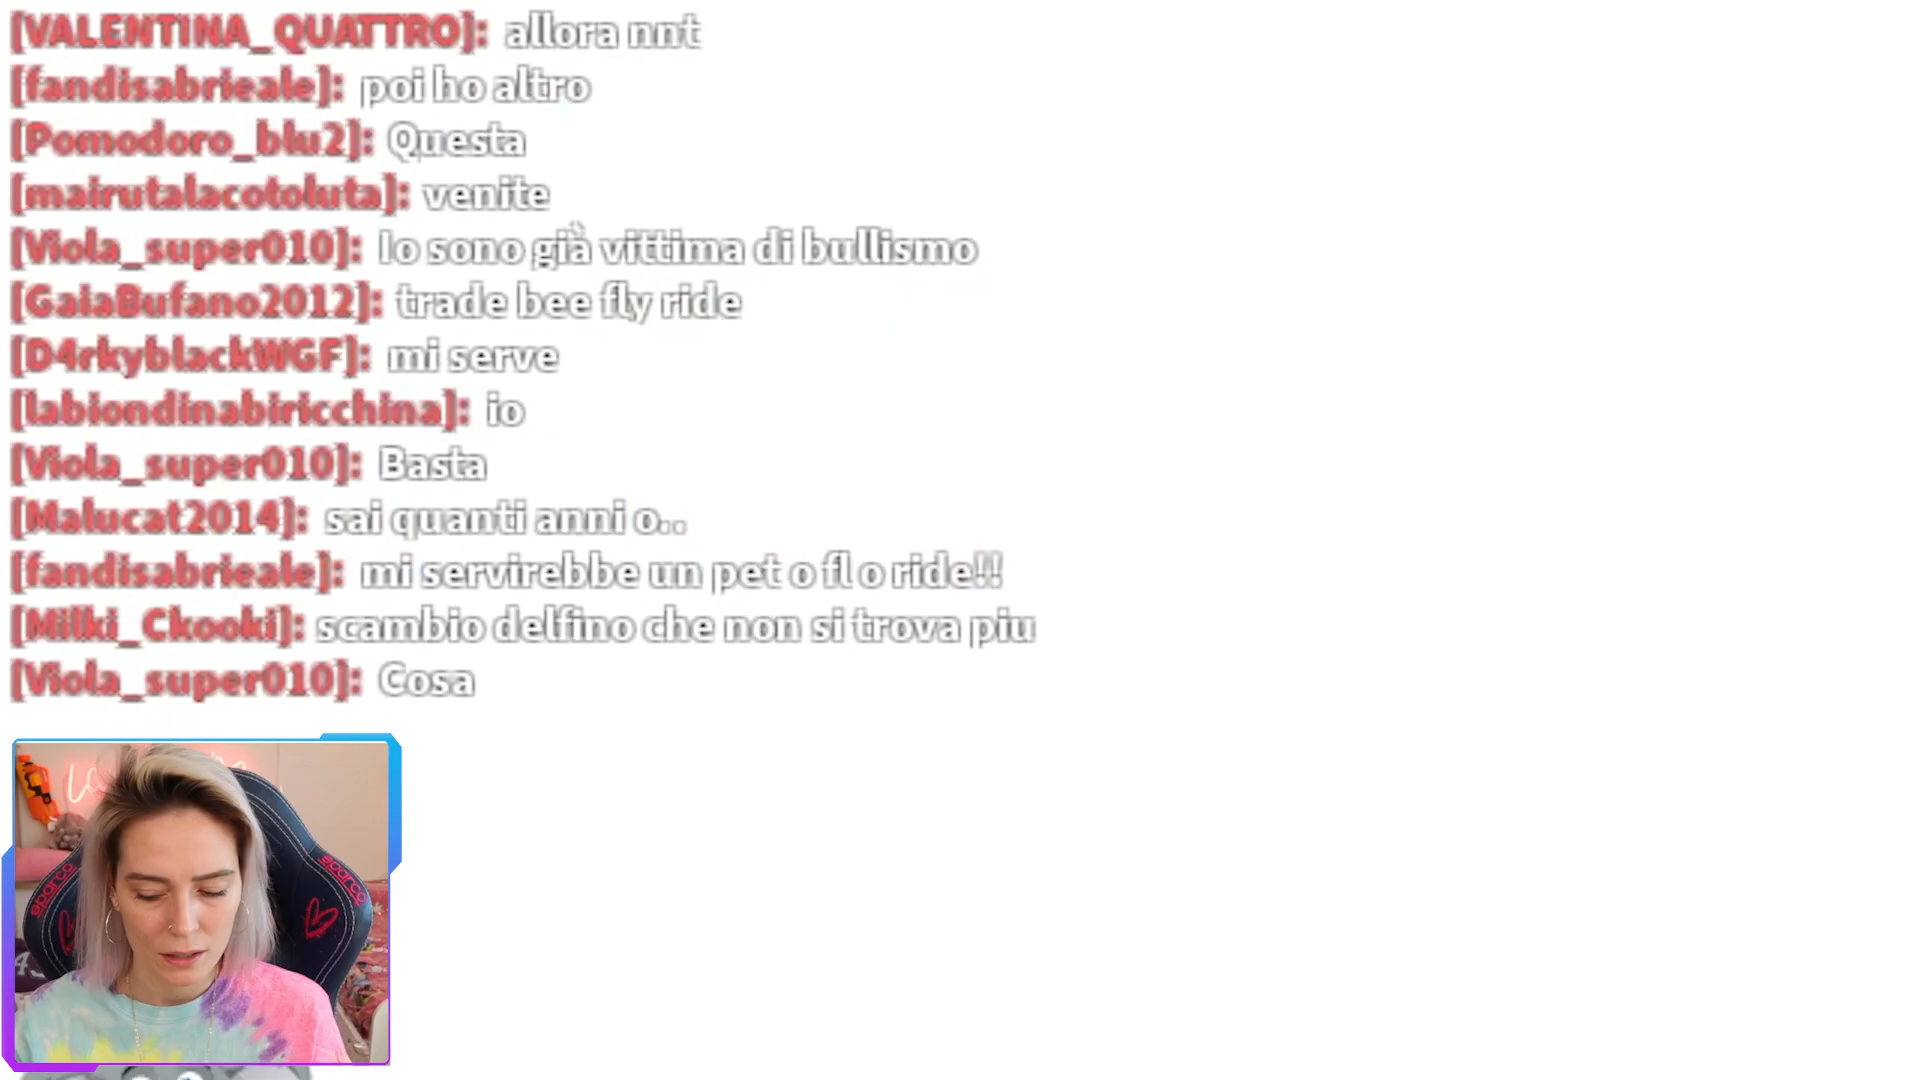 [VALENTINA_QUATTRO]: allora nnt
[fandisabrieale]: poi ho altro
[Pomodoro_blu2]: Questa
[mairutalacotoluta]: venite
[Viola_super010]: Io sono già vittima di bullismo
[GaiaBufano2012]: trade bee fly ride
[D4rkyblackWGF]: mi serve
[labiondinabiricchina]: io
[Viola_super010]: Basta
[Malucat2014]: sai quanti anni o..
[fandisabrieale]: mi servirebbe un pet o fl o ride!!
[Milki_Ckooki]: scambio delfino che non si trova piu
[Viola_super010]: Cosa
sparco
sparco